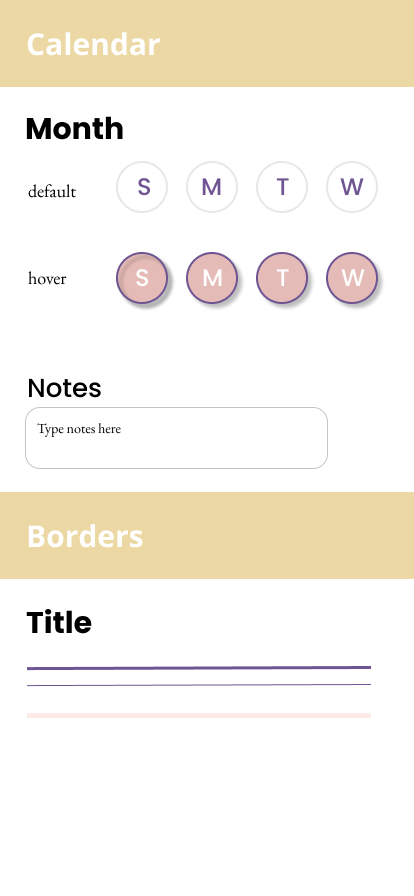 Calendar
Month
default S M T W
hover S M T W
Notes
Type notes here
Borders
Title